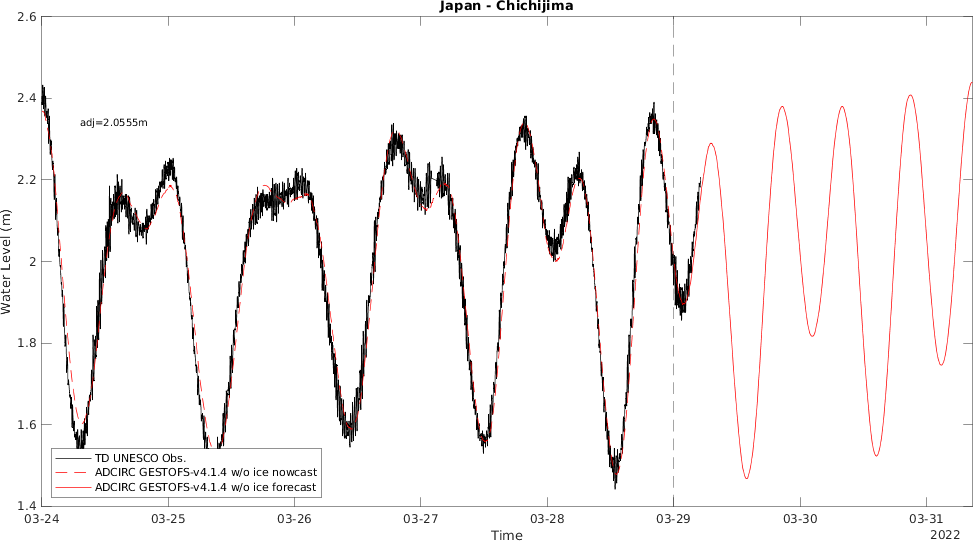 Japan - Chichijima
2.6
2.4
2.2
2
1.8
1.6
1.4
Water Level (m)
adj=2.0555m
TD UNESCO Obs.
ADCIRC GESTOFS-v4.1.4 w/o ice nowcast
ADCIRC GESTOFS-v4.1.4 w/o ice forecast
03-24 03-25 03-26 03-27 03-28 03-29 03-30 03-31
Time
2022